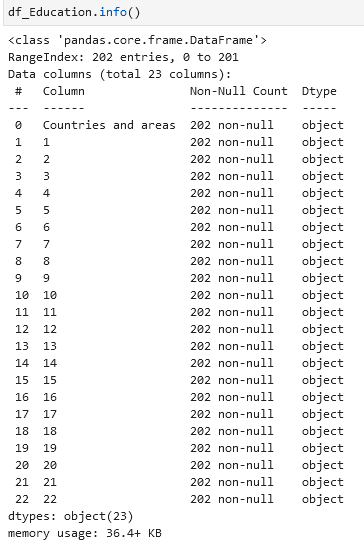 df_Education.info()
<class 'pandas.core.frame.DataFrame'>
RangeIndex: 202 entries, 0 to 201
Data columns (total 23 columns):
 #   Column               Non-Null Count  Dtype
---  ------               --------------  -----
 0   Countries and areas  202 non-null    object
 1   1                    202 non-null    object
 2   2                    202 non-null    object
 3   3                    202 non-null    object
 4   4                    202 non-null    object
 5   5                    202 non-null    object
 6   6                    202 non-null    object
 7   7                    202 non-null    object
 8   8                    202 non-null    object
 9   9                    202 non-null    object
 10  10                   202 non-null    object
 11  11                   202 non-null    object
 12  12                   202 non-null    object
 13  13                   202 non-null    object
 14  14                   202 non-null    object
 15  15                   202 non-null    object
 16  16                   202 non-null    object
 17  17                   202 non-null    object
 18  18                   202 non-null    object
 19  19                   202 non-null    object
 20  20                   202 non-null    object
 21  21                   202 non-null    object
 22  22                   202 non-null    object
dtypes: object(23)
memory usage: 36.4+ KB